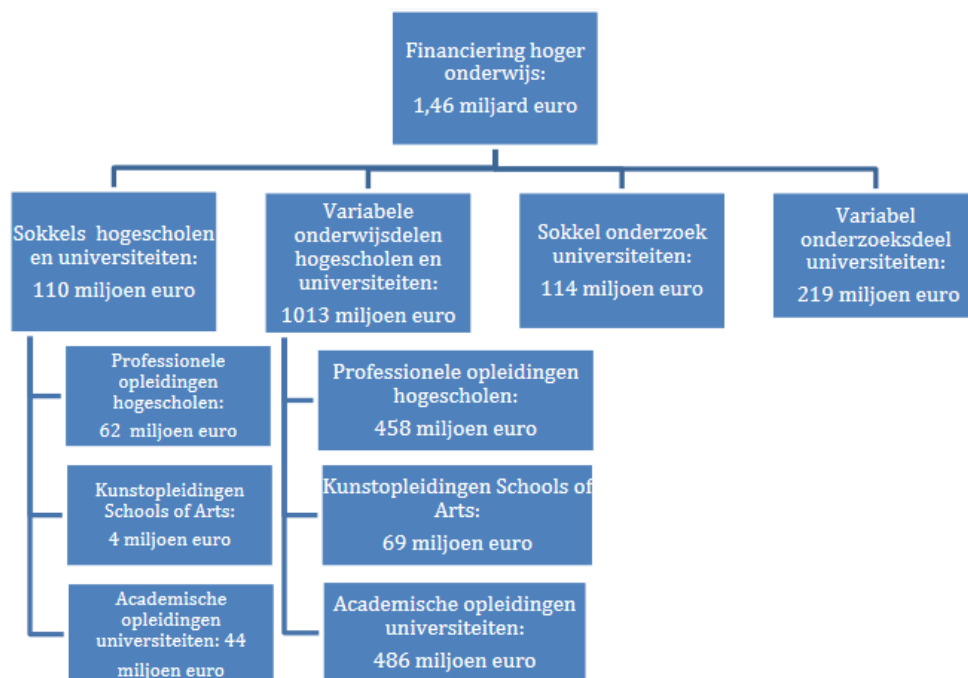 Financiering hoger
onderwijs:
1,46 miljard euro
Sokkels hogescholen
en universiteiten:
110 miljoen euro
Variabele
onderwijsdelen
hogescholen en
universiteiten:
1013 miljoen euro
Sokkel onderzoek
universiteiten:
114 miljoen euro
Variabel
onderzoeksdeel
universiteiten:
219 miljoen euro
Professionele
opleidingen
hogescholen:
62 miljoen euro
Kunstopleidingen
Schools of Arts:
4 miljoen euro
Academische
opleidingen
universiteiten: 44
miljoen euro
Professionele opleidingen
hogescholen:
458 miljoen euro
Kunstopleidingen Schools of
Arts:
69 miljoen euro
Academische opleidingen
universiteiten:
486 miljoen euro